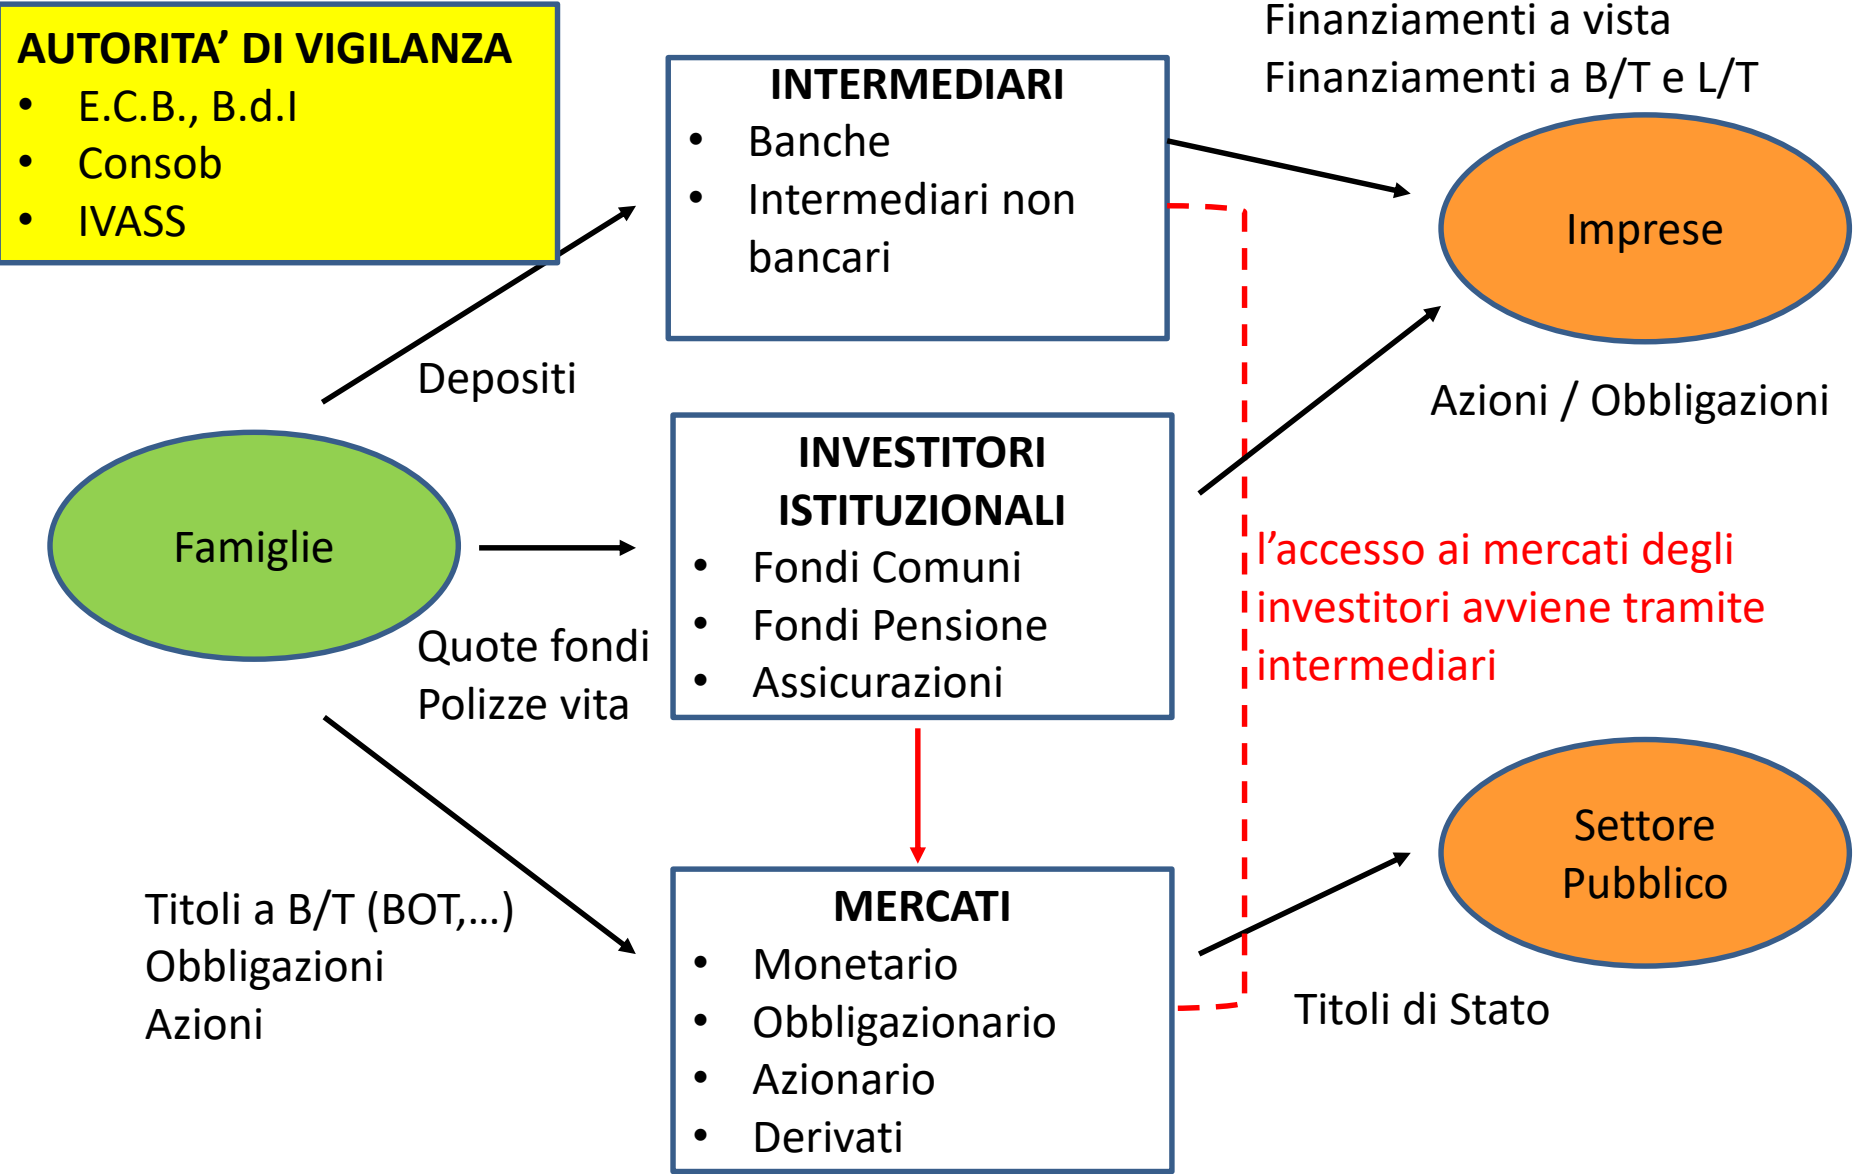 AUTORITA’ DI VIGILANZA
• E.C.B., B.d.I
• Consob
• IVASS
INTERMEDIARI
• Banche
• Intermediari non
bancari
Finanziamenti a vista
Finanziamenti a B/T e L/T
Imprese
Depositi
Azioni / Obbligazioni
Famiglie
INVESTITORI
ISTITUZIONALI
• Fondi Comuni
• Fondi Pensione
• Assicurazioni
l’accesso ai mercati degli
investitori avviene tramite
intermediari
Quote fondi
Polizze vita
Settore
Pubblico
Titoli a B/T (BOT,...)
Obbligazioni
Azioni
MERCATI
• Monetario
• Obbligazionario
• Azionario
• Derivati
Titoli di Stato